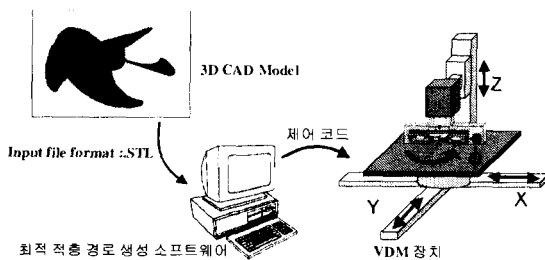 3D CAD Model
Z
Input file format :.STL
제어 코드
X
Y
최적 적층 경로 생성 소프트웨어
VDM 장치